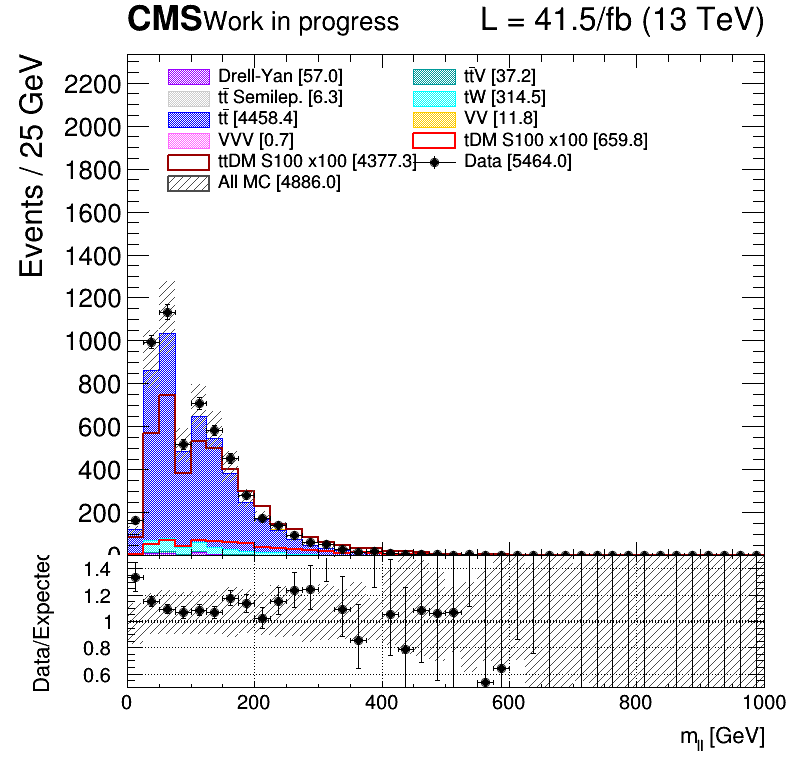 CMS Work in progress L = 41.5/fb (13 TeV)
Events / 25 GeV
2200
2000
1800
1600
1400
1200
1000
800
600
400
200
0
Drell-Yan [57.0]
tt̄ Semilep. [6.3]
tt̄ [4458.4]
VVV [0.7]
ttDM S100 x100 [4377.3]
All MC [4886.0]
tt̄V [37.2]
tW [314.5]
VV [11.8]
tDM S100 x100 [659.8]
Data [5464.0]
Data/Expected
1.4
1.2
1
0.8
0.6
0 200 400 600 800 1000
m_ll [GeV]